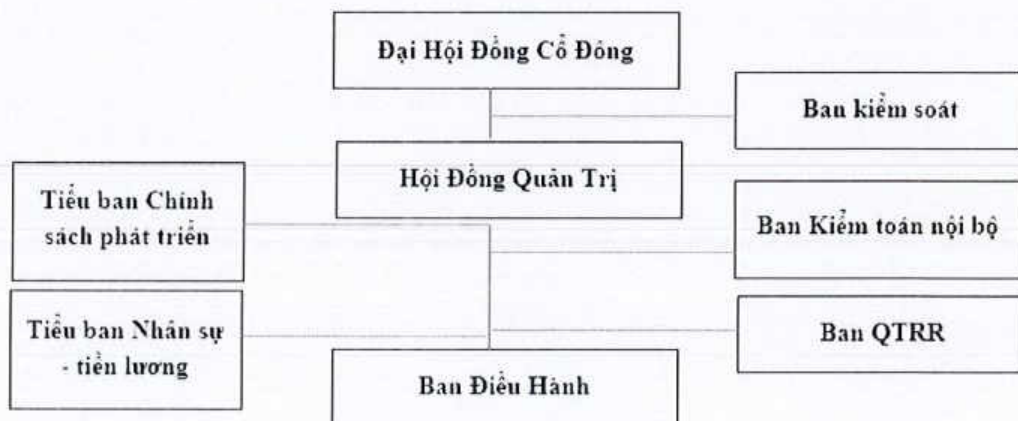 Đại Hội Đồng Cổ Đông
Ban kiểm soát
Hội Đồng Quản Trị
Tiểu ban Chính
sách phát triển
Ban Kiểm toán nội bộ
Tiểu ban Nhân sự
- tiền lương
Ban QTRR
Ban Điều Hành